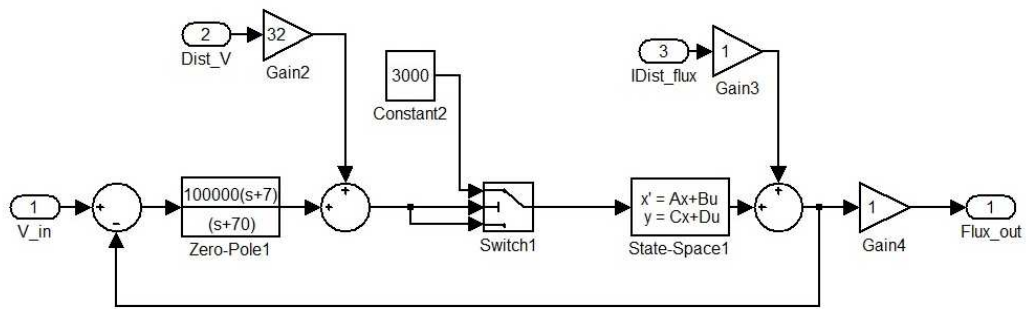 2
Dist_V
32
Gain2
3000
Constant2
3
IDist_flux
1
Gain3
1
V_in
+
-
100000(s+7)
(s+70)
Zero-Pole1
+
+
Switch1
x' = Ax+Bu
y = Cx+Du
State-Space1
+
+
1
Gain4
1
Flux_out